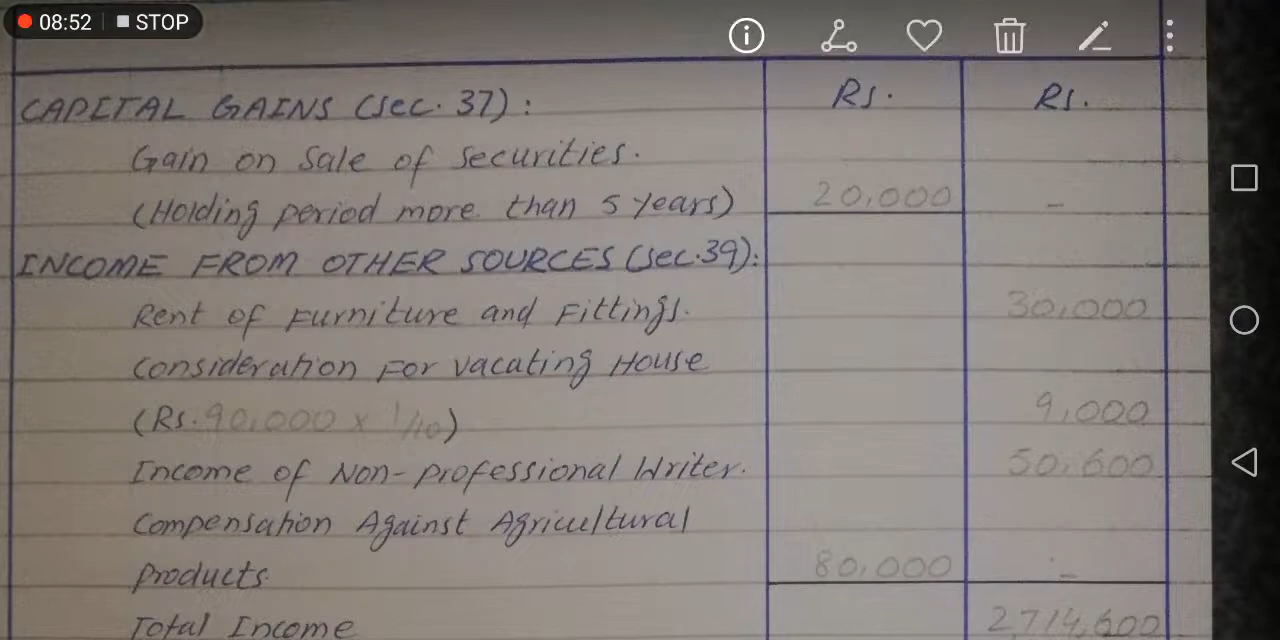 08:52 STOP
CAPITAL GAINS (sec. 37): Rs. Rs.
Gain on Sale of securities.
(Holding period more than 5 years) 20,000 -
INCOME FROM OTHER SOURCES (sec. 39):
Rent of Furniture and Fittings. 30,000
Consideration For vacating House
(Rs. 90,000 x 1/10) 9,000
Income of Non-professional Writer. 50,600
Compensation Against Agricultural
Products. 80,000 -
Total Income 2,714,600